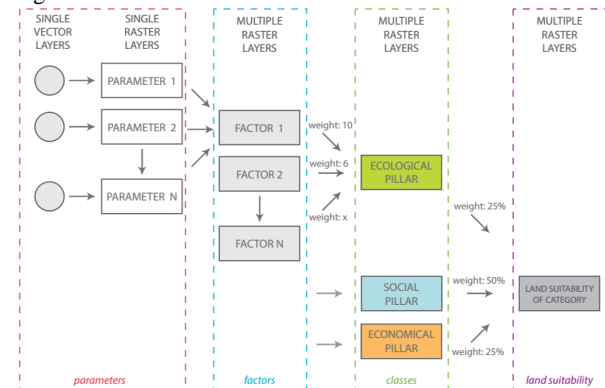 SINGLE
VECTOR
LAYERS
SINGLE
RASTER
LAYERS
MULTIPLE
RASTER
LAYERS
MULTIPLE
RASTER
LAYERS
MULTIPLE
RASTER
LAYERS
PARAMETER 1
PARAMETER 2
PARAMETER N
FACTOR 1
FACTOR 2
FACTOR N
weight: 10
weight: 6
weight: x
ECOLOGICAL
PILLAR
SOCIAL
PILLAR
ECONOMICAL
PILLAR
weight: 25%
weight: 50%
weight: 25%
LAND SUITABILITY
OF CATEGORY
parameters
factors
classes
land suitability